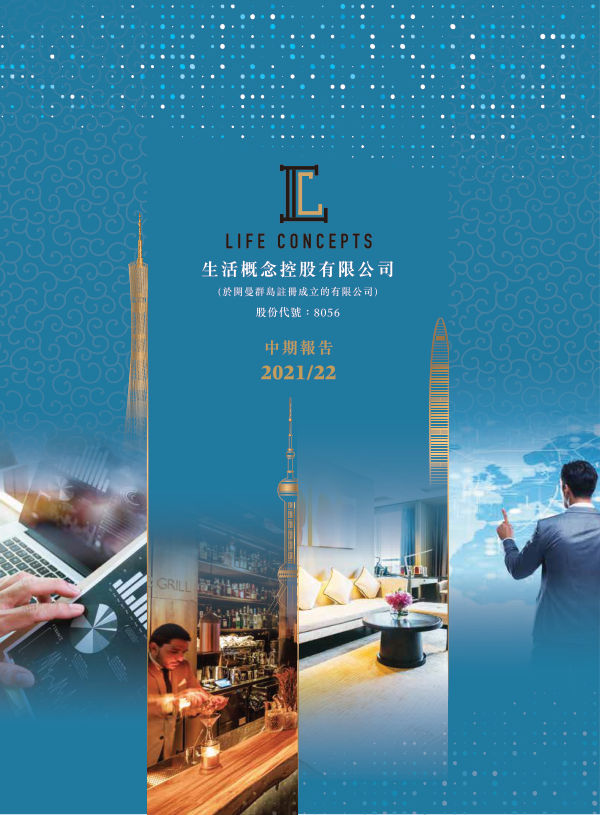 LIFE CONCEPTS
生活概念控股有限公司
(於開曼群島註冊成立的有限公司)
股份代號：8056
中期報告
2021/22
GRILL